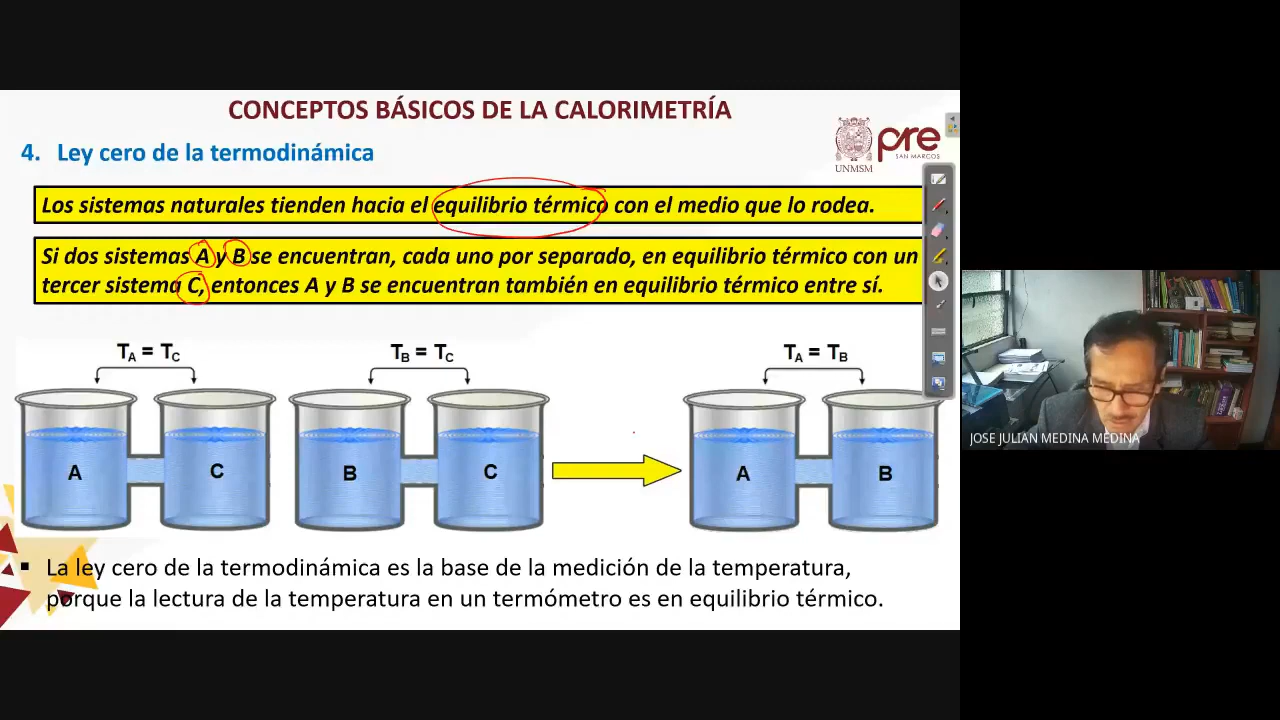 CONCEPTOS BÁSICOS DE LA CALORIMETRÍA
4. Ley cero de la termodinámica
UNMSM
pre
SAN MARCOS
Los sistemas naturales tienden hacia el equilibrio térmico con el medio que lo rodea.
Si dos sistemas A y B se encuentran, cada uno por separado, en equilibrio térmico con un
tercer sistema C, entonces A y B se encuentran también en equilibrio térmico entre sí.
TA = TC
TB = TC
TA = TB
A
C
B
C
A
B
▪ La ley cero de la termodinámica es la base de la medición de la temperatura,
porque la lectura de la temperatura en un termómetro es en equilibrio térmico.
JOSE JULIAN MEDINA MEDINA